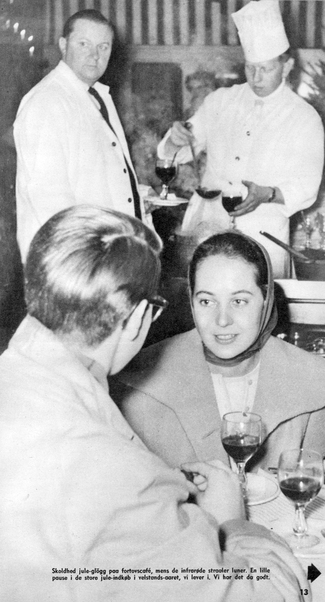 Skoldhed jule-glögg paa fortovscafé, mens de infrarøde straaler luner. En lille
pause i de store jule-indkøb i velstands-aaret, vi lever i. Vi har det da godt.
13